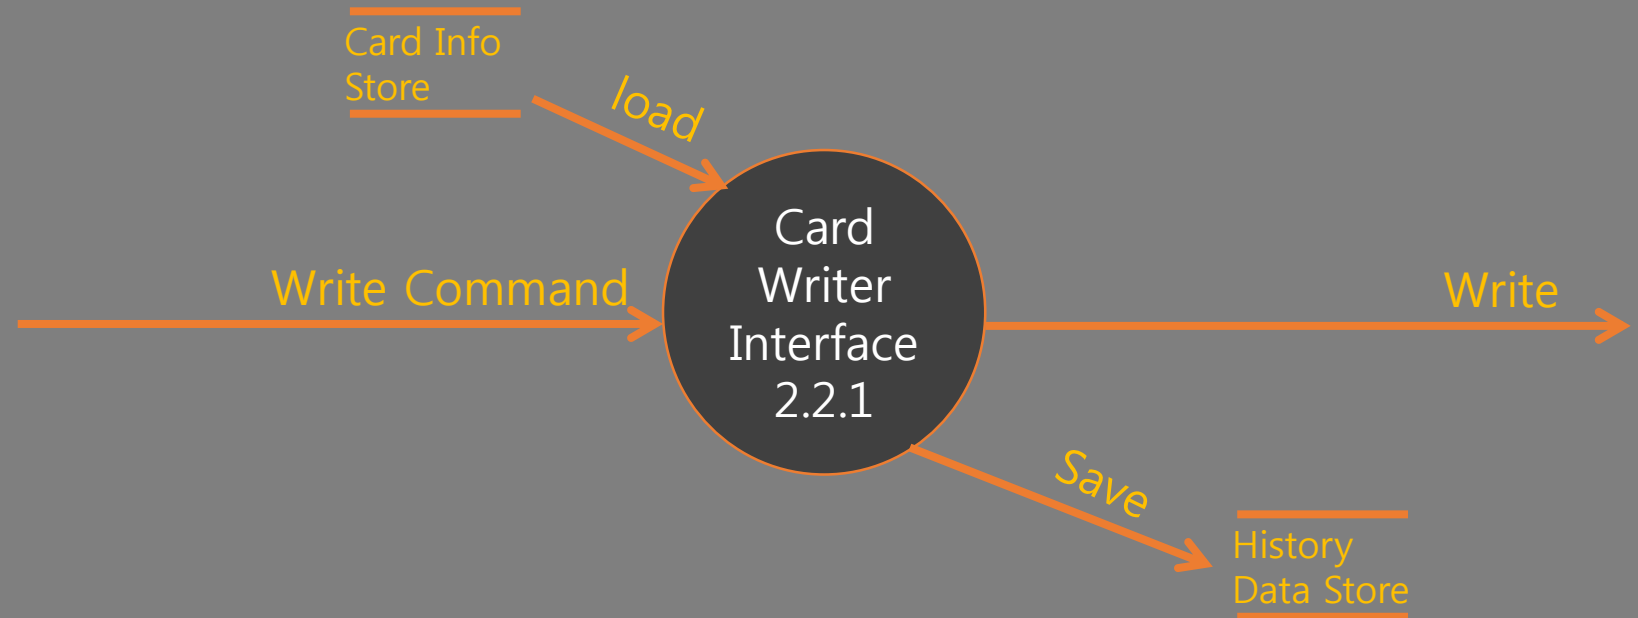 Card Info
Store
load
Write Command
Card
Writer
Interface
2.2.1
Write
Save
History
Data Store